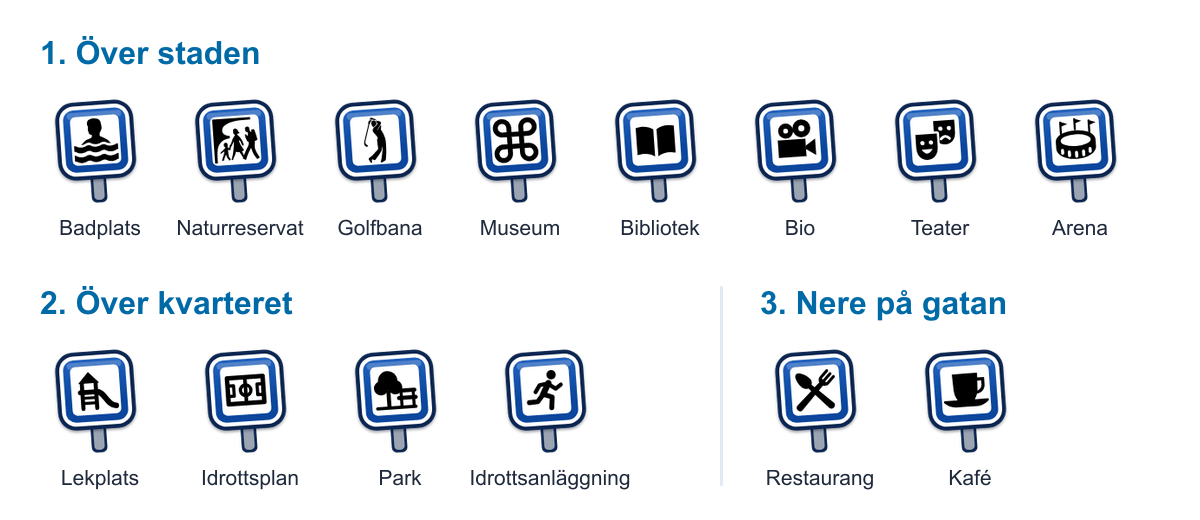 1. Över staden
Badplats
Naturreservat
Golfbana
Museum
Bibliotek
Bio
Teater
Arena
2. Över kvarteret
Lekplats
Idrottsplan
Park
Idrottsanläggning
3. Nere på gatan
Restaurang
Kafé